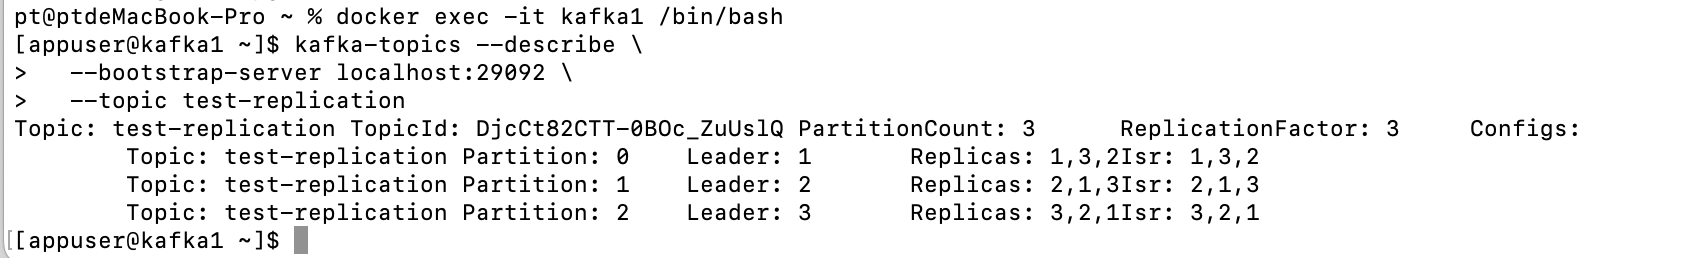 pt@ptdeMacBook-Pro ~ % docker exec -it kafka1 /bin/bash
[appuser@kafka1 ~]$ kafka-topics --describe \
>   --bootstrap-server localhost:29092 \
>   --topic test-replication
Topic: test-replication TopicId: DjcCt82CTT-0BOc_ZuUslQ PartitionCount: 3      ReplicationFactor: 3     Configs:
        Topic: test-replication Partition: 0    Leader: 1       Replicas: 1,3,2Isr: 1,3,2
        Topic: test-replication Partition: 1    Leader: 2       Replicas: 2,1,3Isr: 2,1,3
        Topic: test-replication Partition: 2    Leader: 3       Replicas: 3,2,1Isr: 3,2,1
[[appuser@kafka1 ~]$